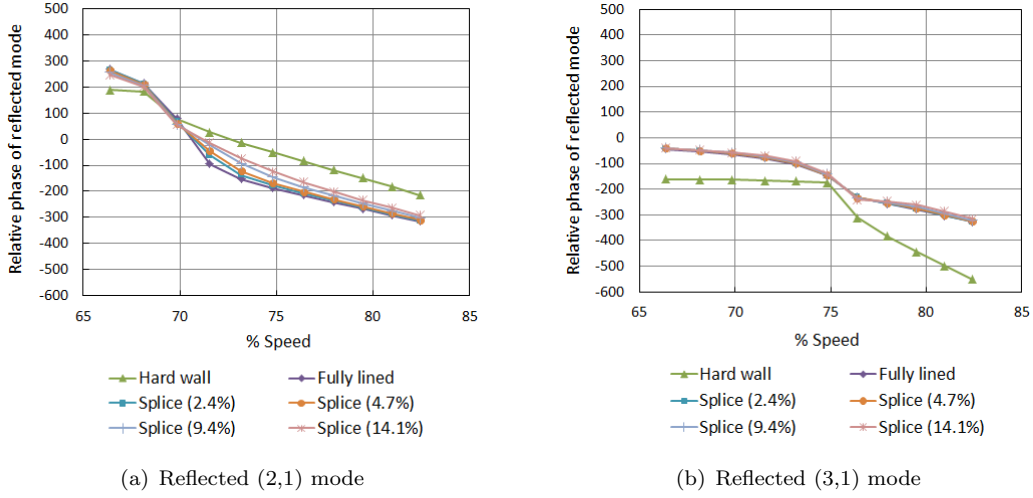 500
400
300
200
100
0
-100
-200
-300
-400
-500
-600
Relative phase of reflected mode
65 70 75 80 85
% Speed
Hard wall Fully lined
Splice (2.4%) Splice (4.7%)
Splice (9.4%) Splice (14.1%)
(a) Reflected (2,1) mode
500
400
300
200
100
0
-100
-200
-300
-400
-500
-600
Relative phase of reflected mode
65 70 75 80 85
% Speed
Hard wall Fully lined
Splice (2.4%) Splice (4.7%)
Splice (9.4%) Splice (14.1%)
(b) Reflected (3,1) mode